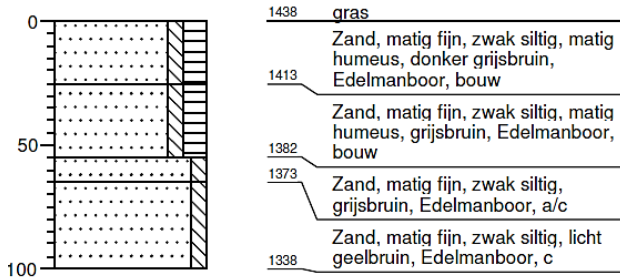 0
50
100
1438 gras
Zand, matig fijn, zwak siltig, matig
humeus, donker grijsbruin,
1413 Edelmanboor, bouw
Zand, matig fijn, zwak siltig, matig
humeus, grijsbruin, Edelmanboor,
1382 bouw
1373 Zand, matig fijn, zwak siltig,
grijsbruin, Edelmanboor, a/c
Zand, matig fijn, zwak siltig, licht
1338 geelbruin, Edelmanboor, c